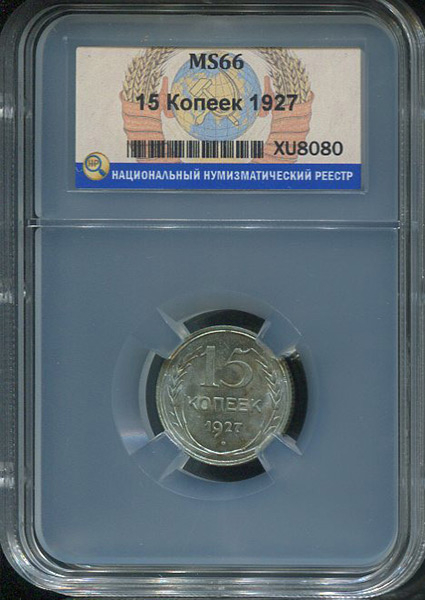 MS66
15 Копеек 1927
XU8080
НАЦИОНАЛЬНЫЙ НУМИЗМАТИЧЕСКИЙ РЕЕСТР
15
КОПЕЕК
1927